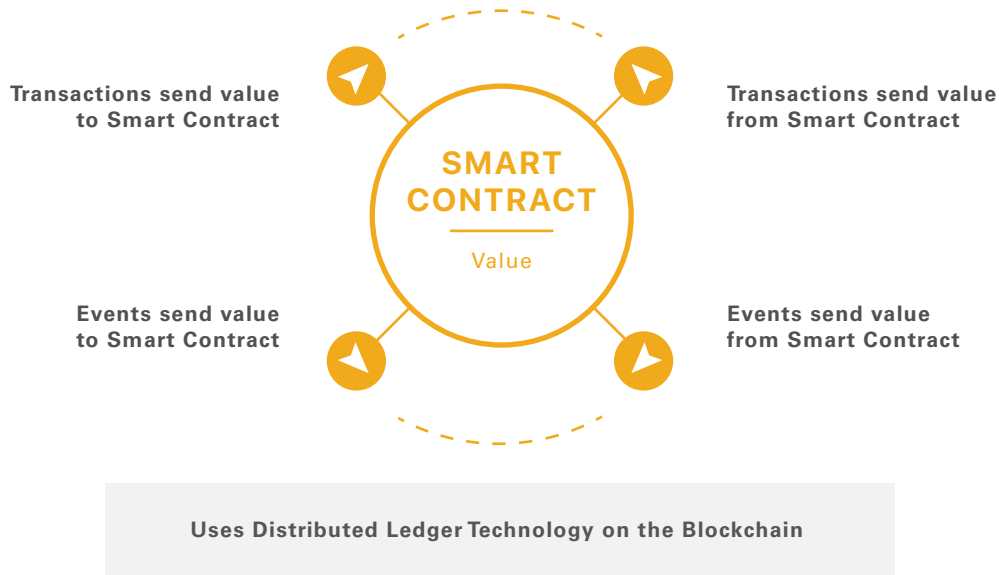 Transactions send value
to Smart Contract
Transactions send value
from Smart Contract
SMART
CONTRACT
Value
Events send value
to Smart Contract
Events send value
from Smart Contract
Uses Distributed Ledger Technology on the Blockchain